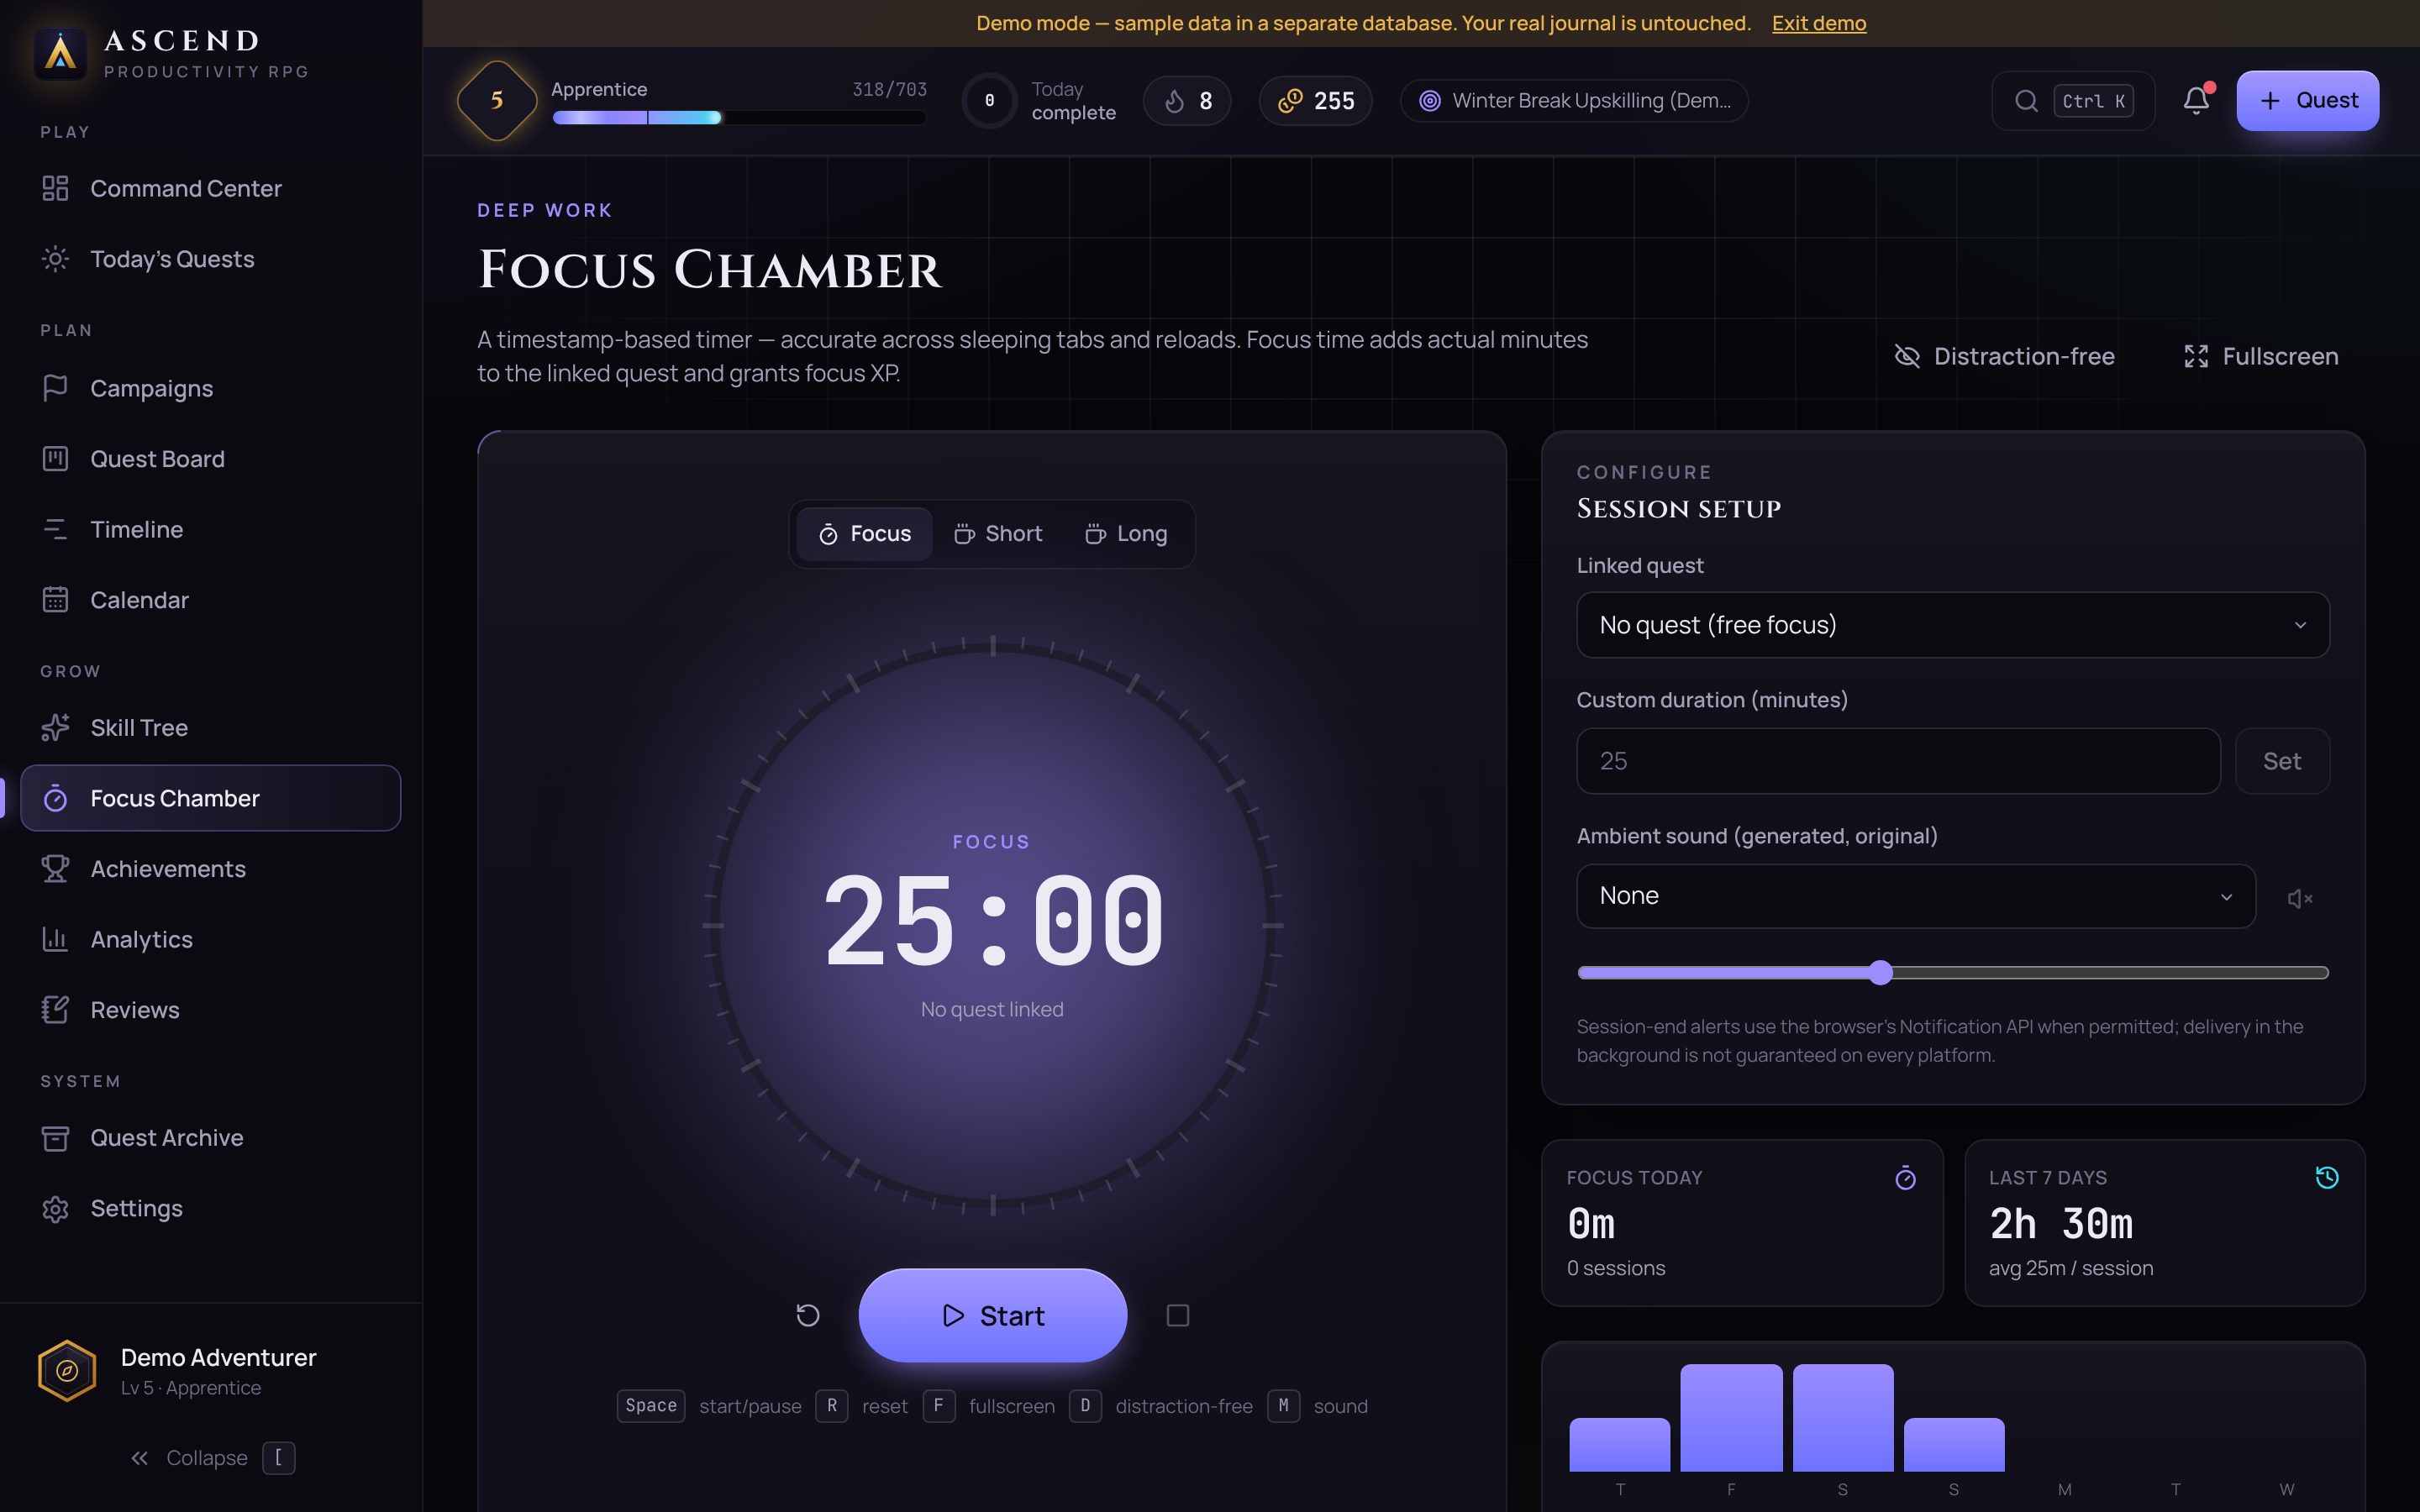 Demo mode — sample data in a separate database. Your real journal is untouched. Exit demo
ASCEND
PRODUCTIVITY RPG
PLAY
Command Center
Today's Quests
PLAN
Campaigns
Quest Board
Timeline
Calendar
GROW
Skill Tree
Focus Chamber
Achievements
Analytics
Reviews
SYSTEM
Quest Archive
Settings
Demo Adventurer
Lv 5 · Apprentice
Collapse [
5
Apprentice 318/703
0
Today
complete
8
255
Winter Break Upskilling (Dem...
Ctrl K
Quest
DEEP WORK
FOCUS CHAMBER
A timestamp-based timer — accurate across sleeping tabs and reloads. Focus time adds actual minutes
to the linked quest and grants focus XP.
Distraction-free
Fullscreen
Focus Short Long
FOCUS
25:00
No quest linked
Start
Space start/pause R reset F fullscreen D distraction-free M sound
CONFIGURE
SESSION SETUP
Linked quest
No quest (free focus)
Custom duration (minutes)
25
Set
Ambient sound (generated, original)
None
Session-end alerts use the browser's Notification API when permitted; delivery in the
background is not guaranteed on every platform.
FOCUS TODAY
0m
0 sessions
LAST 7 DAYS
2h 30m
avg 25m / session
T F S S M T W